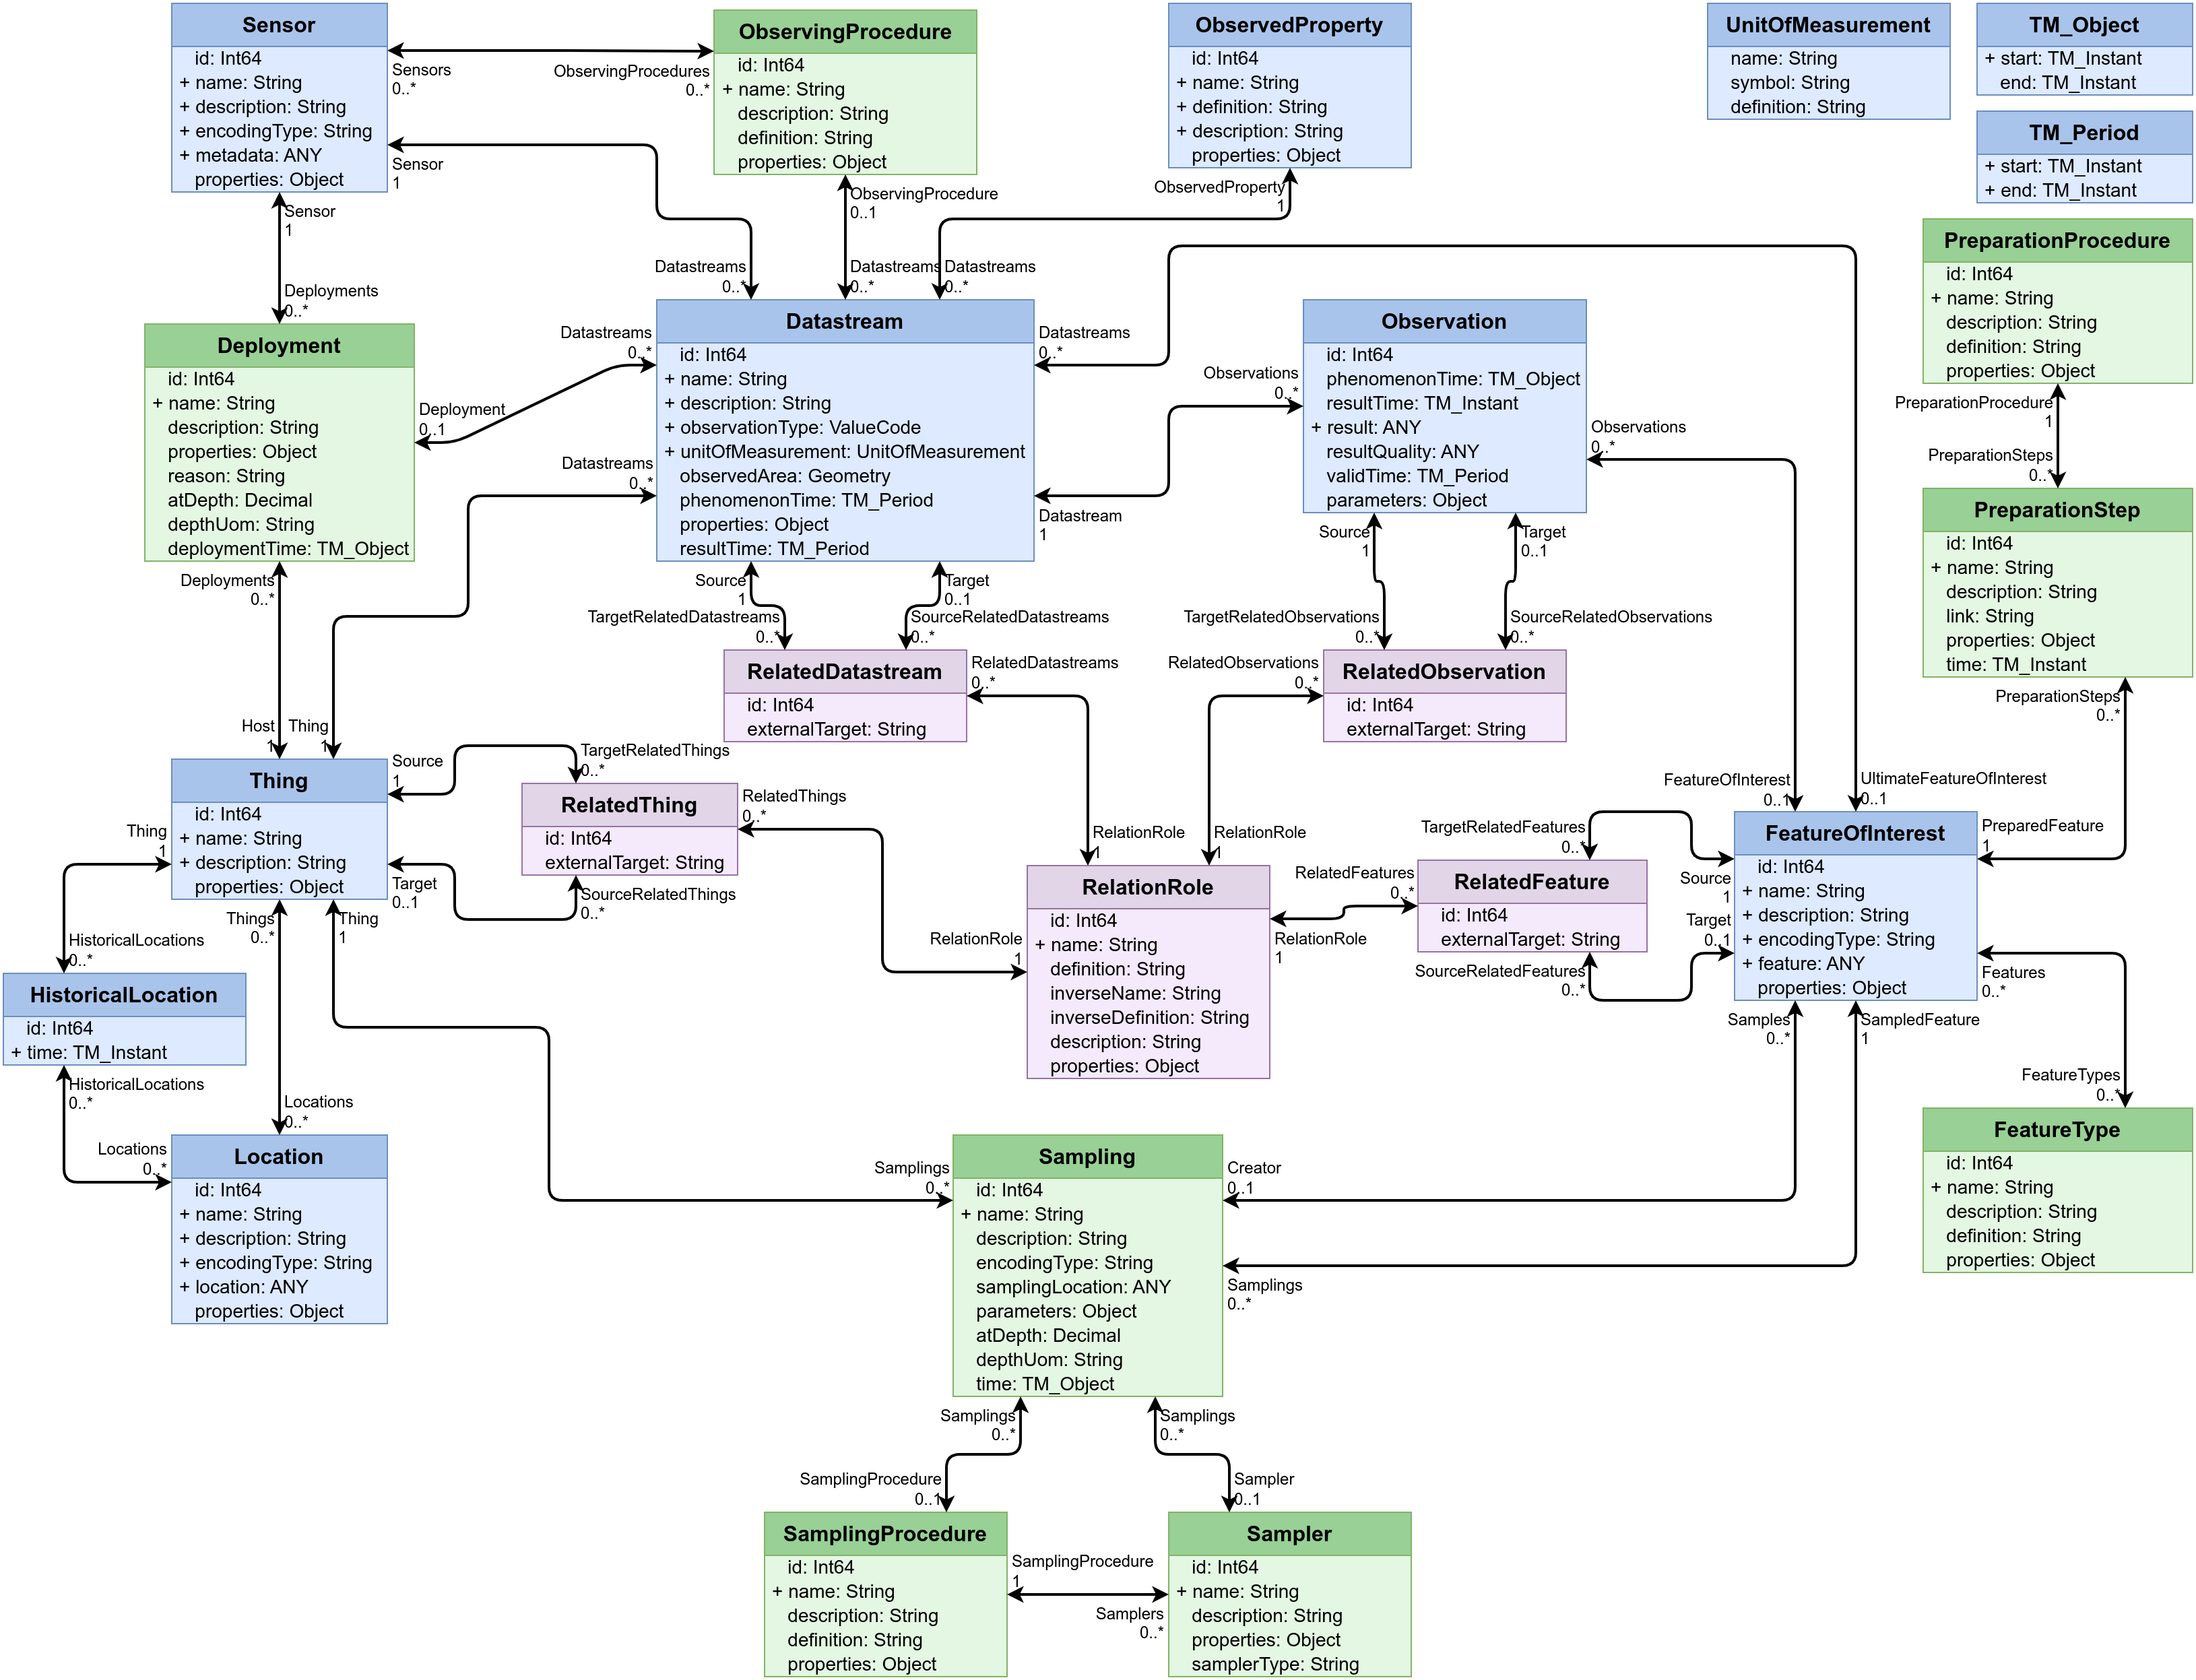 Sensor
id: Int64
+ name: String
+ description: String
+ encodingType: String
+ metadata: ANY
properties: Object
Sensors
0..*
ObservingProcedures
0..*
ObservingProcedure
id: Int64
+ name: String
description: String
definition: String
properties: Object
ObservedProperty
id: Int64
+ name: String
+ definition: String
+ description: String
properties: Object
UnitOfMeasurement
name: String
symbol: String
definition: String
TM_Object
+ start: TM_Instant
end: TM_Instant
TM_Period
+ start: TM_Instant
+ end: TM_Instant
Sensor
1
Sensor
1
ObservingProcedure
0..1
ObservedProperty
1
Deployments
0..*
Datastreams
0..*
Datastreams
0..*
Datastreams
0..*
PreparationProcedure
id: Int64
+ name: String
description: String
definition: String
properties: Object
Deployment
id: Int64
+ name: String
description: String
properties: Object
reason: String
atDepth: Decimal
depthUom: String
deploymentTime: TM_Object
Datastreams
0..*
Deployment
0..1
Datastreams
0..*
Datastream
id: Int64
+ name: String
+ description: String
+ observationType: ValueCode
+ unitOfMeasurement: UnitOfMeasurement
observedArea: Geometry
phenomenonTime: TM_Period
properties: Object
resultTime: TM_Period
Datastreams
0..*
Observations
0..*
Datastream
1
Observation
id: Int64
phenomenonTime: TM_Object
resultTime: TM_Instant
+ result: ANY
resultQuality: ANY
validTime: TM_Period
parameters: Object
Observations
0..*
PreparationProcedure
1
PreparationSteps
0..*
PreparationStep
id: Int64
+ name: String
description: String
link: String
properties: Object
time: TM_Instant
Deployments
0..*
Source
1
Target
0..1
TargetRelatedDatastreams
0..*
SourceRelatedDatastreams
0..*
Source
1
Target
0..1
TargetRelatedObservations
0..*
SourceRelatedObservations
0..*
RelatedDatastream
id: Int64
externalTarget: String
RelatedDatastreams
0..*
RelatedObservations
0..*
RelatedObservation
id: Int64
externalTarget: String
PreparationSteps
0..*
Host
1
Thing
1
Thing
id: Int64
+ name: String
+ description: String
properties: Object
Source
1
TargetRelatedThings
0..*
RelatedThing
id: Int64
externalTarget: String
RelatedThings
0..*
Target
0..1
SourceRelatedThings
0..*
RelationRole
1
RelationRole
1
FeatureOfInterest
0..1
UltimateFeatureOfInterest
0..1
PreparedFeature
1
Thing
1
HistoricalLocations
0..*
Things
0..*
Thing
1
RelationRole
1
RelationRole
id: Int64
+ name: String
definition: String
inverseName: String
inverseDefinition: String
description: String
properties: Object
RelatedFeatures
0..*
RelationRole
1
TargetRelatedFeatures
0..*
RelatedFeature
id: Int64
externalTarget: String
SourceRelatedFeatures
0..*
Source
1
Target
0..1
FeatureOfInterest
id: Int64
+ name: String
+ description: String
+ encodingType: String
+ feature: ANY
properties: Object
Features
0..*
Samples
0..*
SampledFeature
1
FeatureTypes
0..*
HistoricalLocation
id: Int64
+ time: TM_Instant
HistoricalLocations
0..*
Locations
0..*
Locations
0..*
Location
id: Int64
+ name: String
+ description: String
+ encodingType: String
+ location: ANY
properties: Object
Samplings
0..*
Sampling
id: Int64
+ name: String
description: String
encodingType: String
samplingLocation: ANY
parameters: Object
atDepth: Decimal
depthUom: String
time: TM_Object
Creator
0..1
Samplings
0..*
FeatureType
id: Int64
+ name: String
description: String
definition: String
properties: Object
Samplings
0..*
Samplings
0..*
SamplingProcedure
0..1
Sampler
0..1
SamplingProcedure
id: Int64
+ name: String
description: String
definition: String
properties: Object
SamplingProcedure
1
Samplers
0..*
Sampler
id: Int64
+ name: String
description: String
properties: Object
samplerType: String